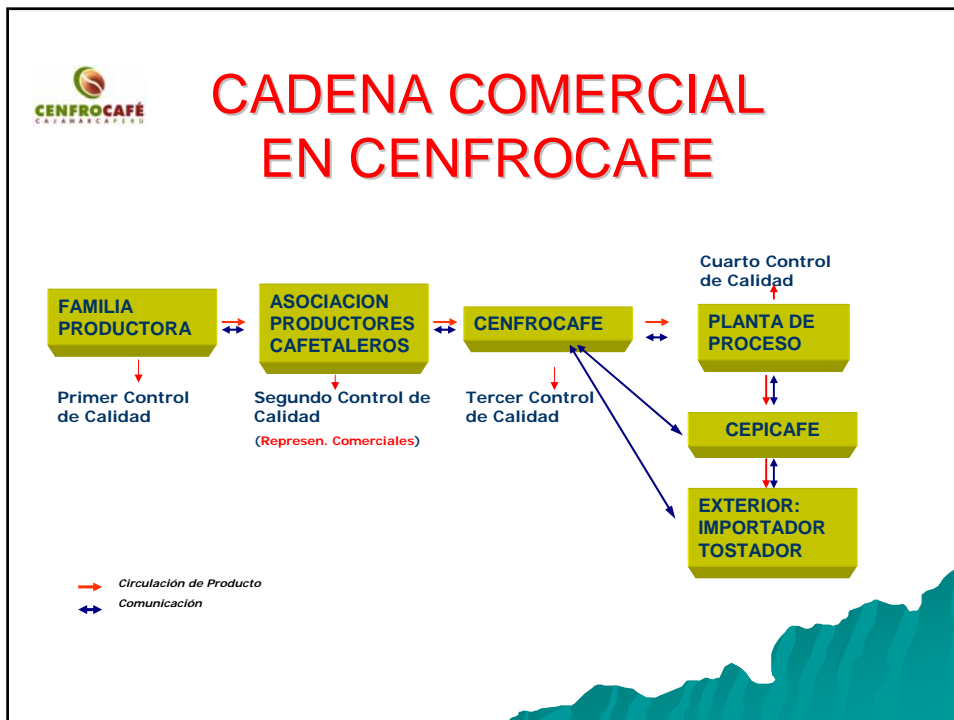 CENFROCAFÉ
CAJAMARCA PERÚ
CADENA COMERCIAL
EN CENFROCAFE
FAMILIA
PRODUCTORA
Primer Control
de Calidad
ASOCIACION
PRODUCTORES
CAFETALEROS
Segundo Control de
Calidad
(Represen. Comerciales)
CENFROCAFE
Tercer Control
de Calidad
Cuarto Control
de Calidad
PLANTA DE
PROCESO
CEPICAFE
EXTERIOR:
IMPORTADOR
TOSTADOR
Circulación de Producto
Comunicación